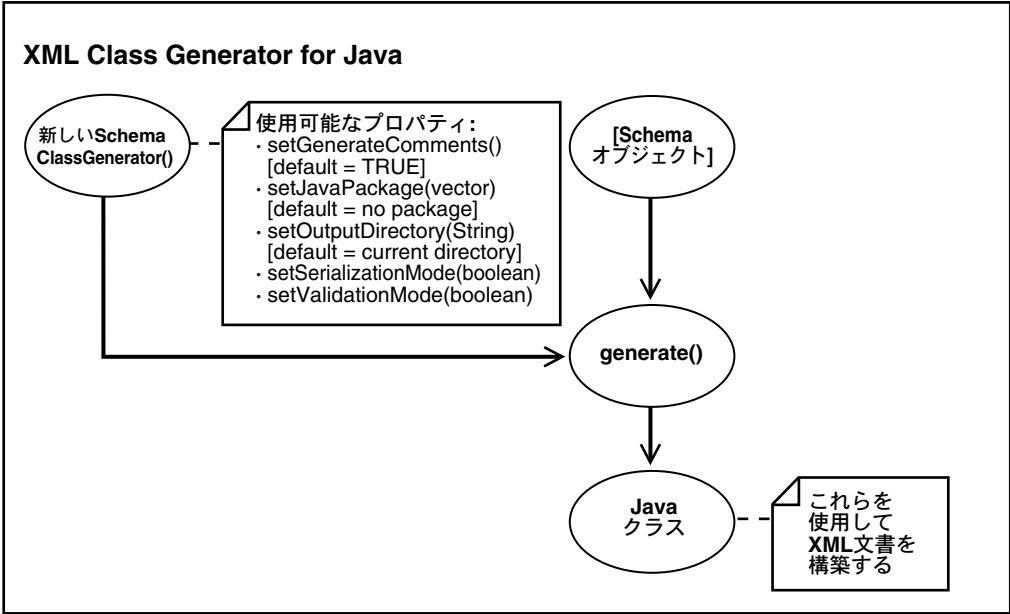 XML Class Generator for Java
新しいSchema
ClassGenerator()
使用可能なプロパティ:
· setGenerateComments()
[default = TRUE]
· setJavaPackage(vector)
[default = no package]
· setOutputDirectory(String)
[default = current directory]
· setSerializationMode(boolean)
· setValidationMode(boolean)
[Schema
オブジェクト]
generate()
Java
クラス
これらを
使用して
XML文書を
構築する